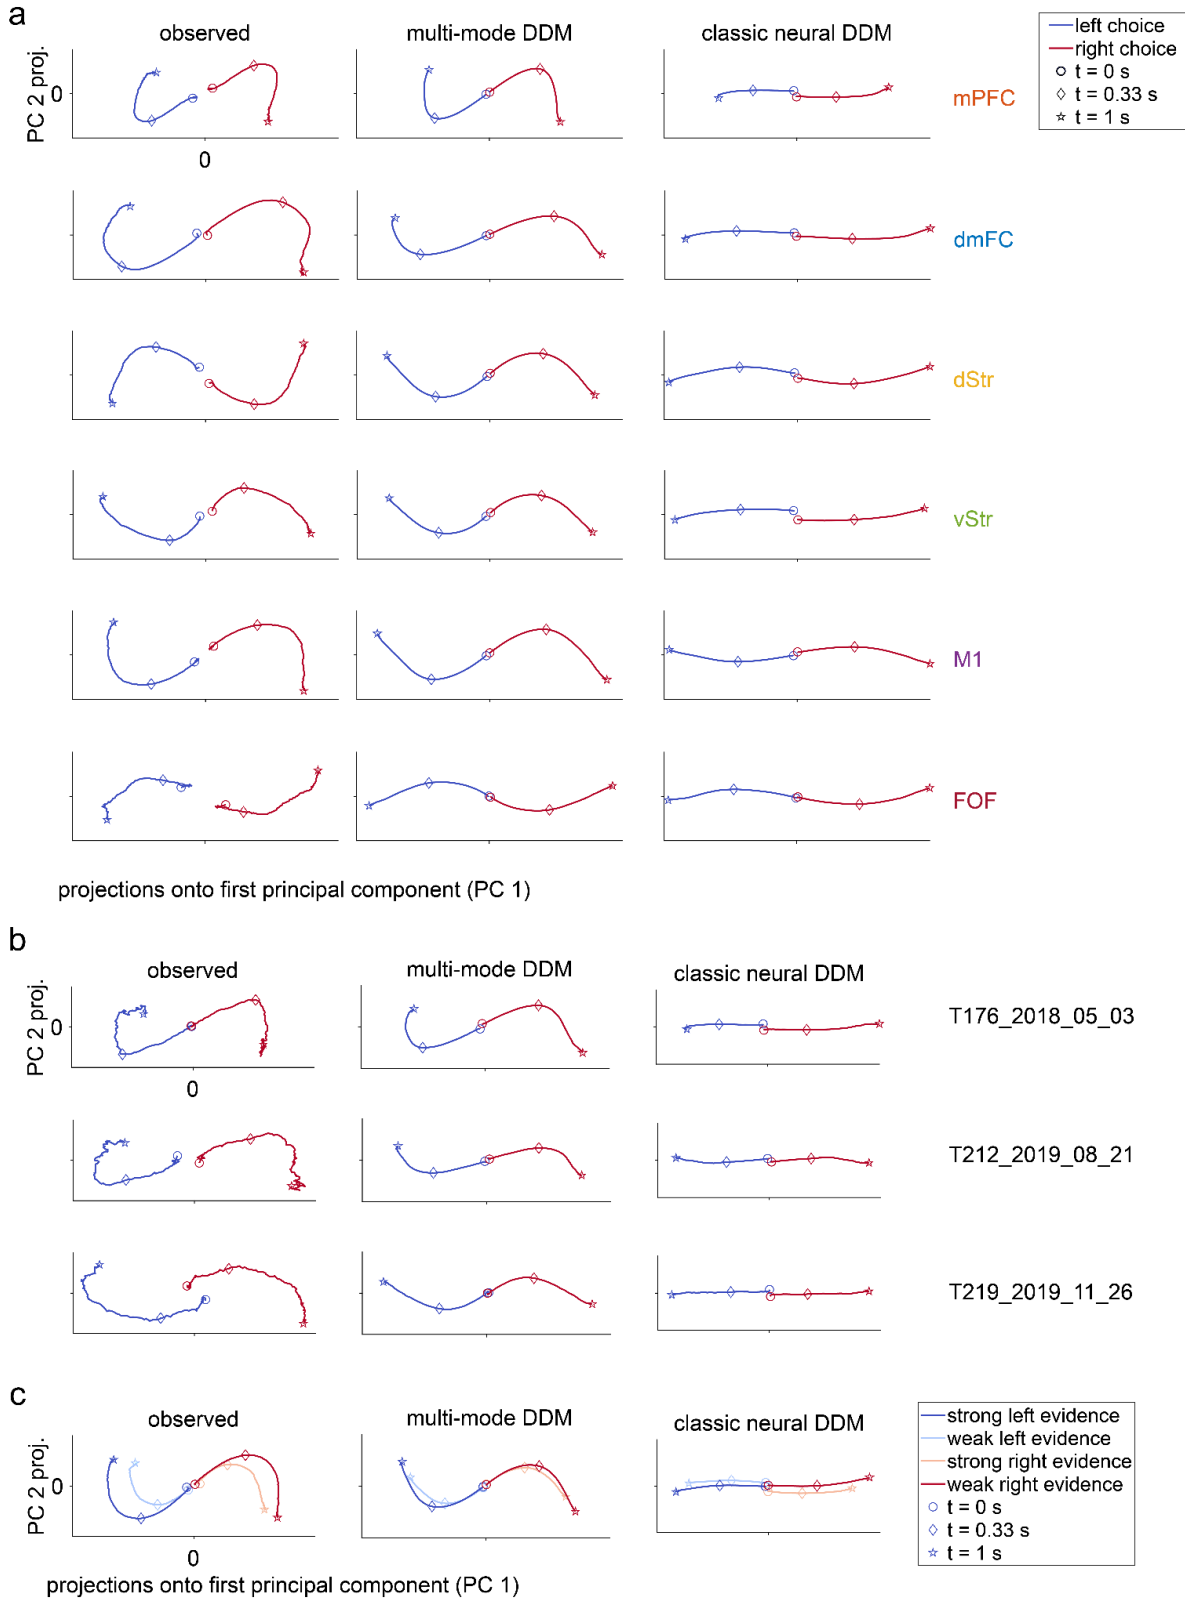 a
observed
multi-mode DDM
classic neural DDM
left choice
right choice
t = 0 s
t = 0.33 s
t = 1 s
PC 2 proj.
0
0
mPFC
dmFC
dStr
vStr
M1
FOF
projections onto first principal component (PC 1)
b
observed
multi-mode DDM
classic neural DDM
PC 2 proj.
0
0
T176_2018_05_03
T212_2019_08_21
T219_2019_11_26
c
observed
multi-mode DDM
classic neural DDM
strong left evidence
weak left evidence
strong right evidence
weak right evidence
t = 0 s
t = 0.33 s
t = 1 s
PC 2 proj.
0
0
projections onto first principal component (PC 1)